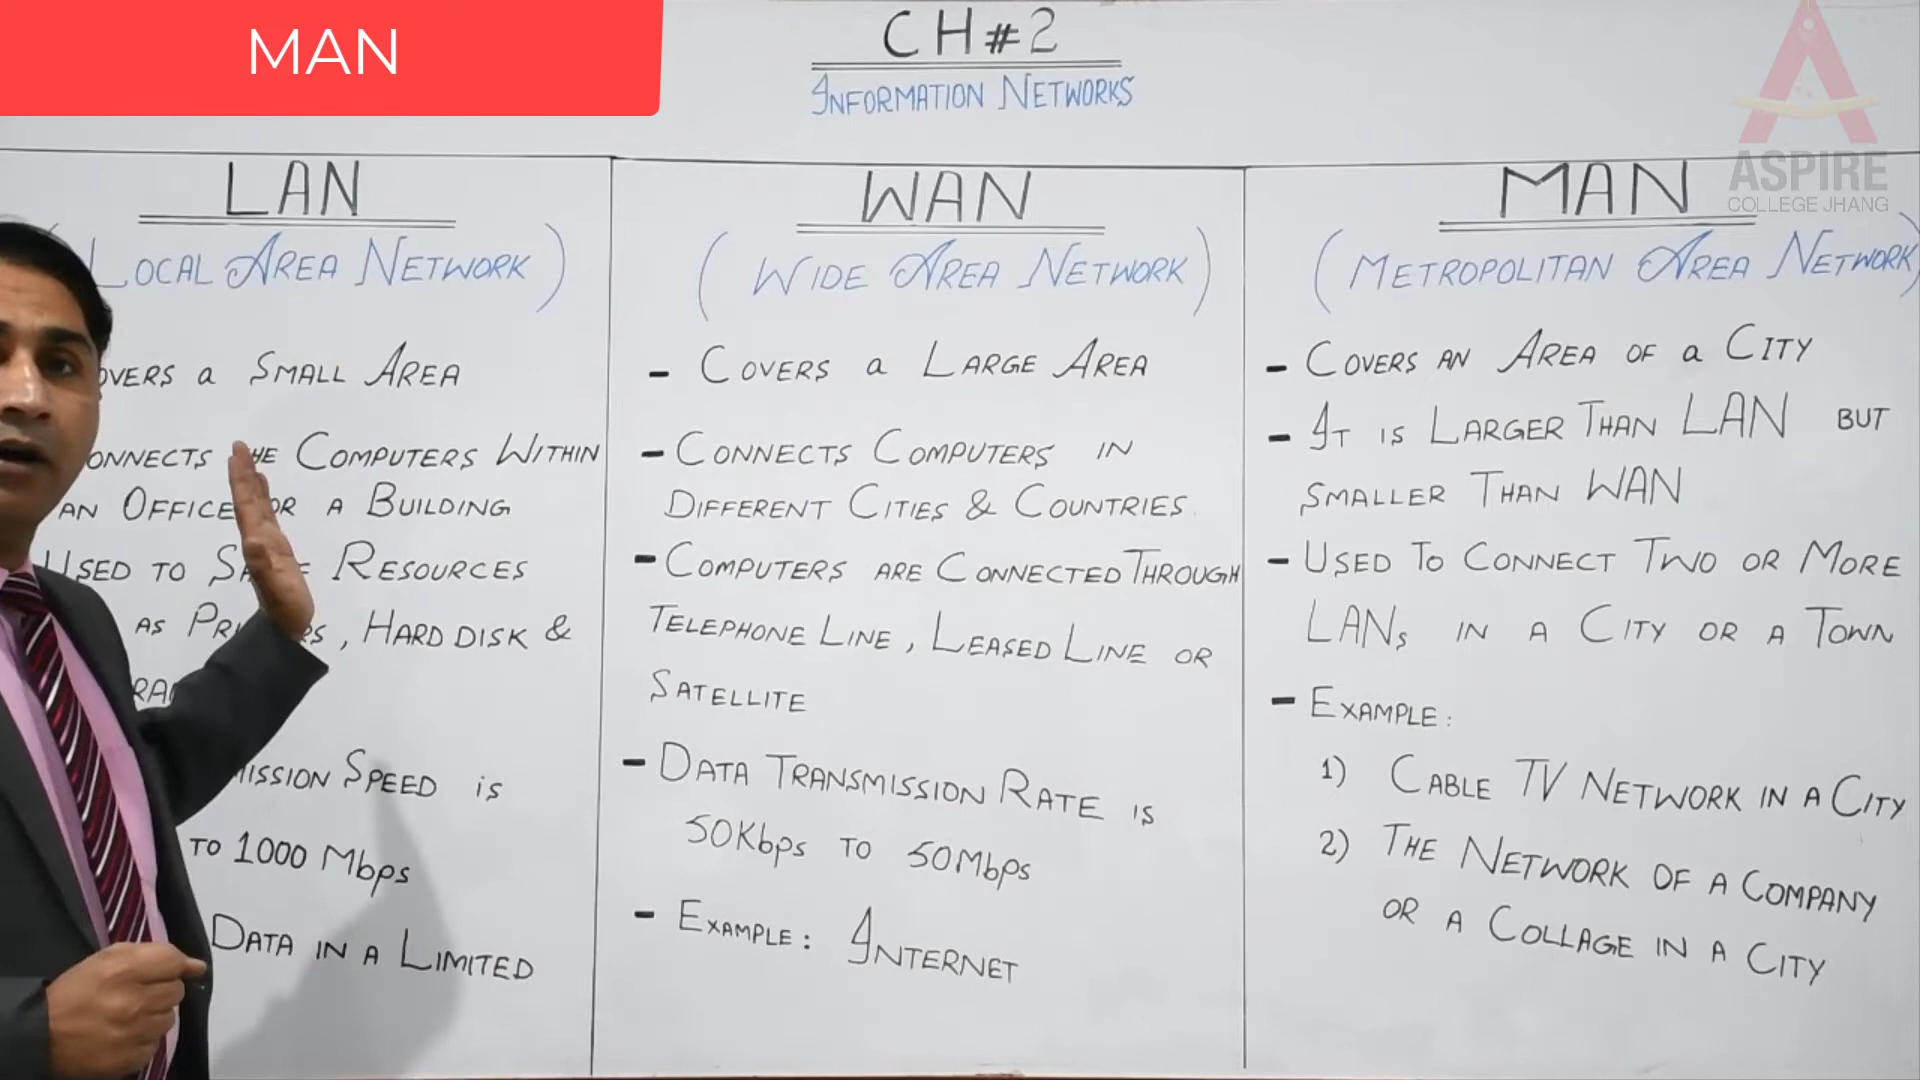 MAN
CH#2
INFORMATION NETWORKS
ASPIRE
COLLEGE JHANG
LAN
(LOCAL AREA NETWORK)
a SMALL AREA
COMPUTERS WITHIN
AN OFFICE OR A BUILDING
USED TO RESOURCES
AS , HARD DISK &
SPEED is
TO 1000 Mbps
DATA IN A LIMITED
WAN
(WIDE AREA NETWORK)
- COVERS a LARGE AREA
- CONNECTS COMPUTERS IN
DIFFERENT CITIES & COUNTRIES
- COMPUTERS ARE CONNECTED THROUGH
TELEPHONE LINE, LEASED LINE OR
SATELLITE
- DATA TRANSMISSION RATE IS
50Kbps TO 50Mbps
- EXAMPLE: INTERNET
MAN
(METROPOLITAN AREA NETWORK)
- COVERS AN AREA OF a CITY
- IT IS LARGER THAN LAN BUT
SMALLER THAN WAN
- USED TO CONNECT TWO OR MORE
LANs IN A CITY OR A TOWN
- EXAMPLE:
1) CABLE TV NETWORK IN A CITY
2) THE NETWORK OF A COMPANY
OR A COLLAGE IN A CITY